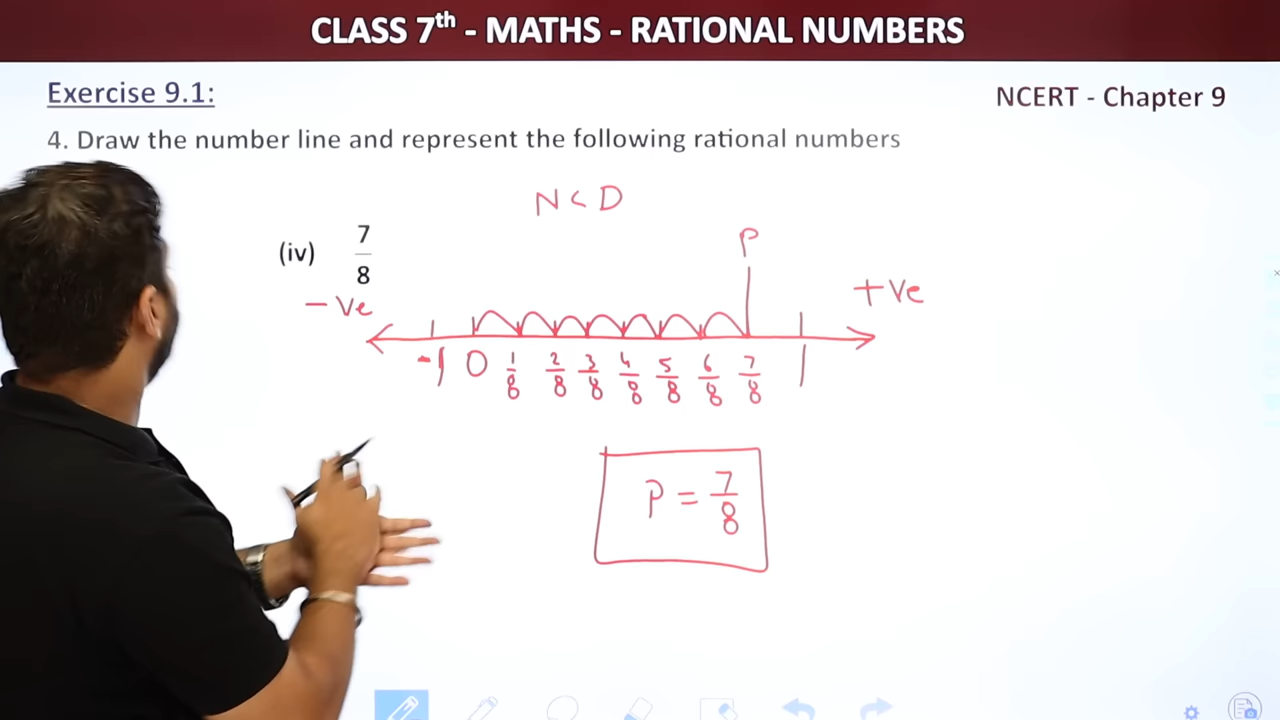 CLASS 7th - MATHS - RATIONAL NUMBERS
Exercise 9.1:
NCERT - Chapter 9
4. Draw the number line and represent the following rational numbers
N < D
(iv) 7/8
P
-ve
+ve
-1 0 1/8 2/8 3/8 4/8 5/8 6/8 7/8 1
P = 7/8